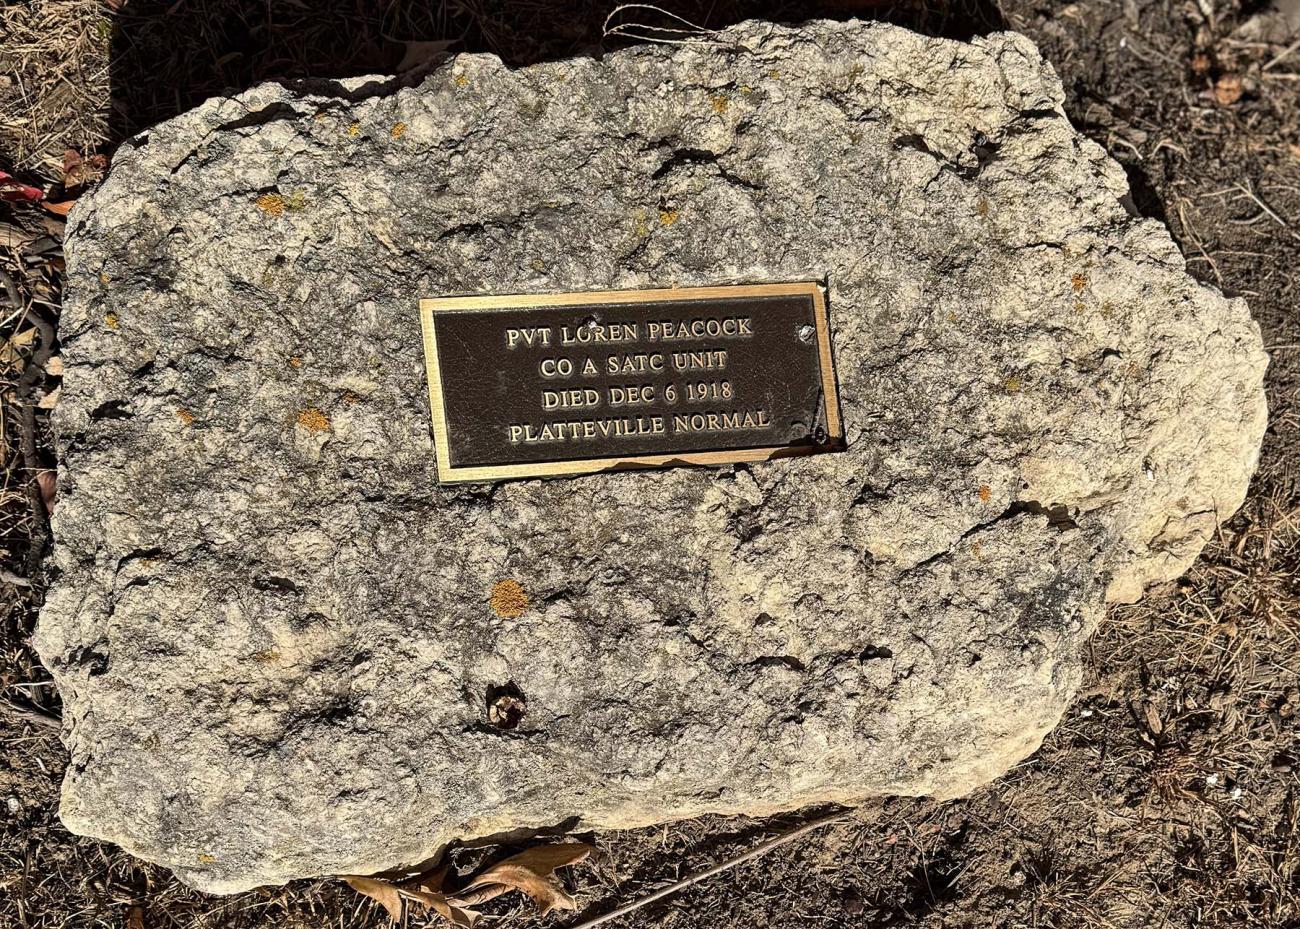 PVT LOREN PEACOCK
CO A SATC UNIT
DIED DEC 6 1918
PLATTEVILLE NORMAL